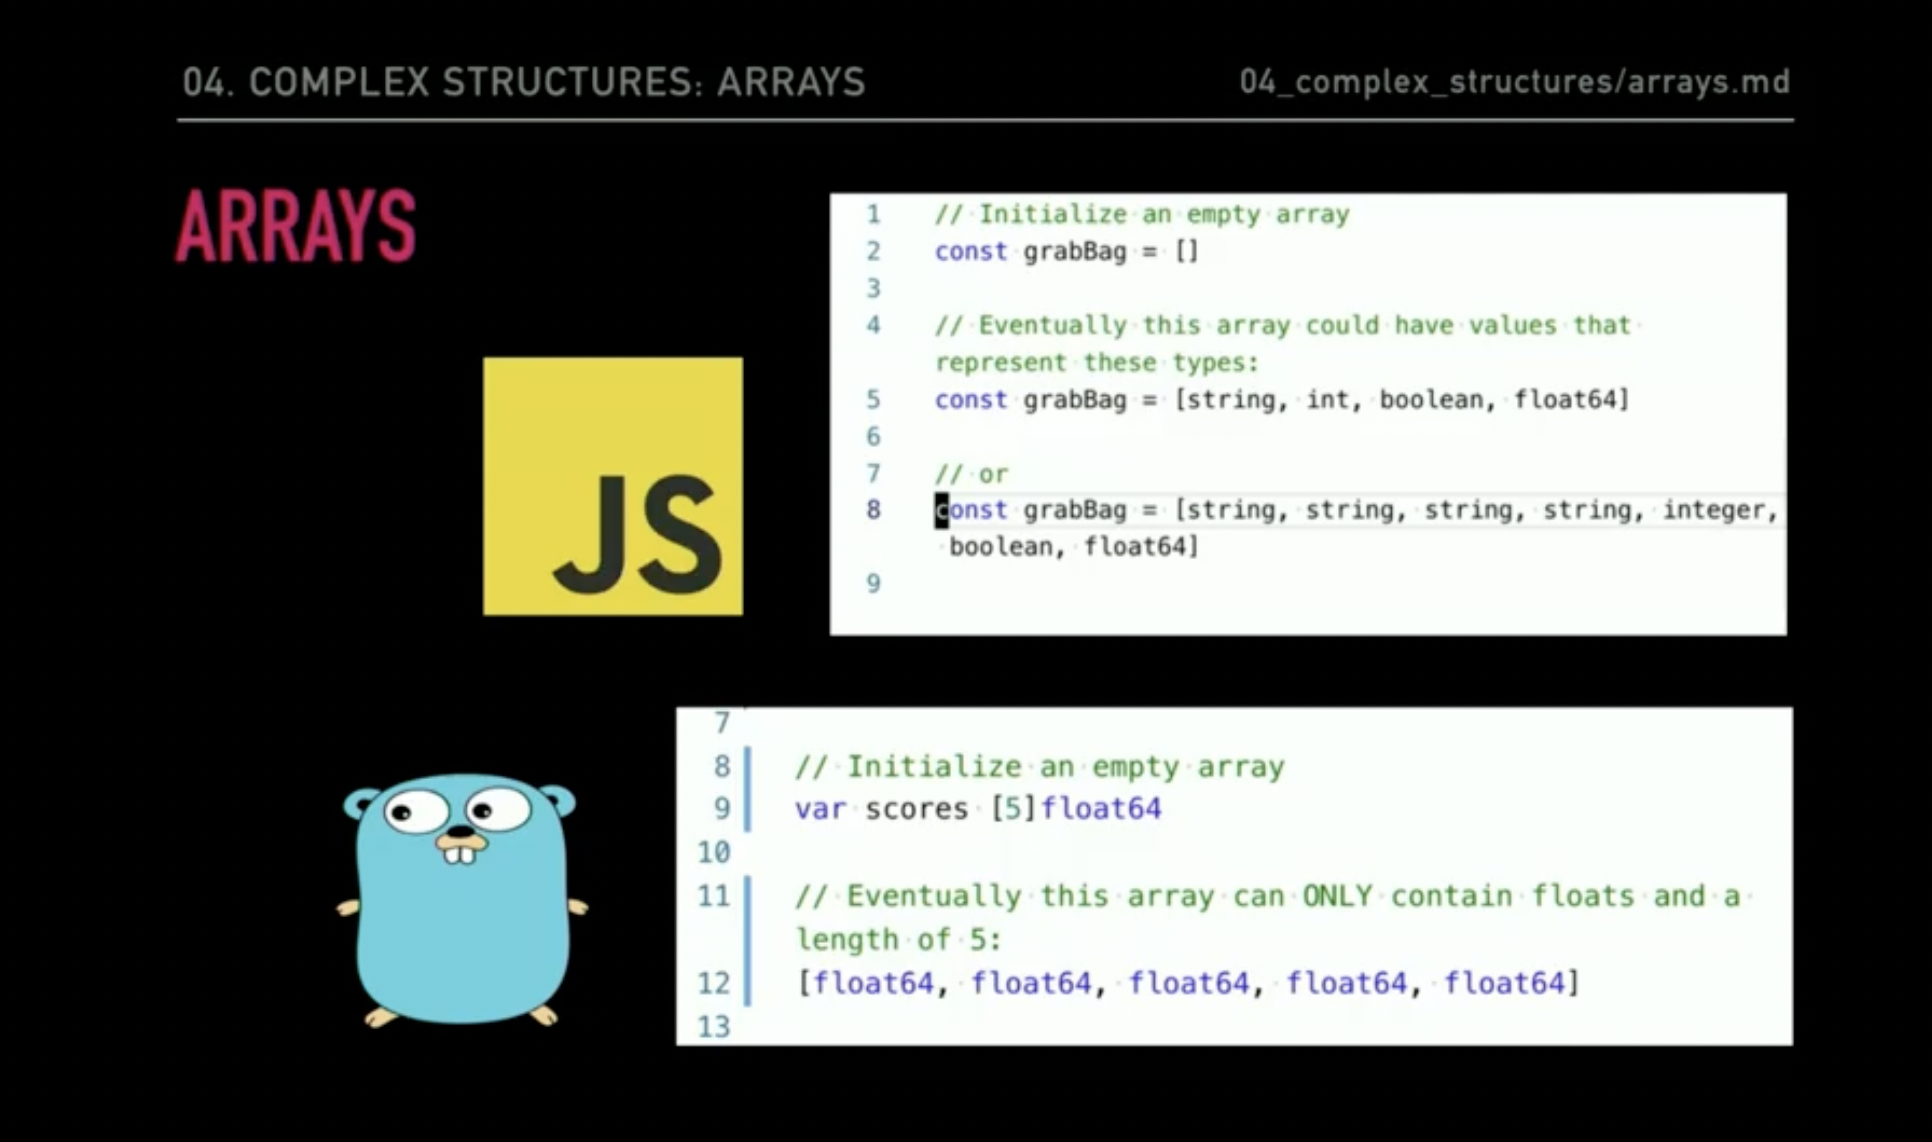 04. COMPLEX STRUCTURES: ARRAYS
04_complex_structures/arrays.md
ARRAYS
JS
1 // Initialize an empty array
2 const grabBag = []
3
4 // Eventually this array could have values that
represent these types:
5 const grabBag = [string, int, boolean, float64]
6
7 // or
8 const grabBag = [string, string, string, string, integer,
boolean, float64]
9
7
8 // Initialize an empty array
9 var scores [5]float64
10
11 // Eventually this array can ONLY contain floats and a
length of 5:
12 [float64, float64, float64, float64, float64]
13